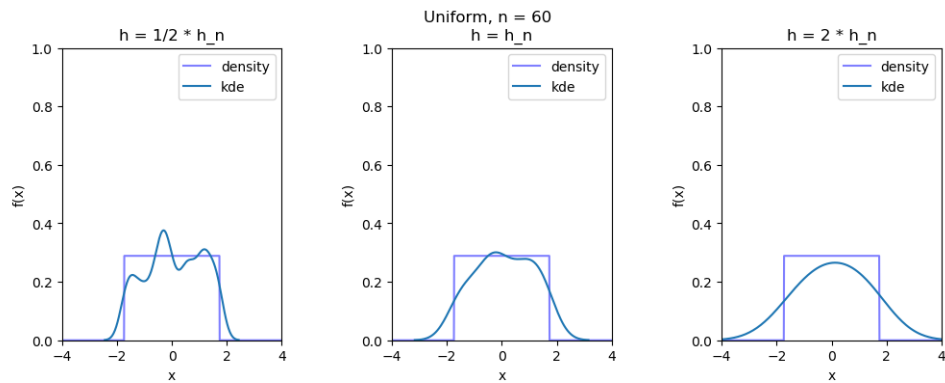 Uniform, n = 60
h = 1/2 * h_n
h = h_n
h = 2 * h_n
1.0
0.8
0.6
0.4
0.2
0.0
f(x)
density
kde
−4
−2
0
2
4
x
1.0
0.8
0.6
0.4
0.2
0.0
f(x)
density
kde
−4
−2
0
2
4
x
1.0
0.8
0.6
0.4
0.2
0.0
f(x)
density
kde
−4
−2
0
2
4
x